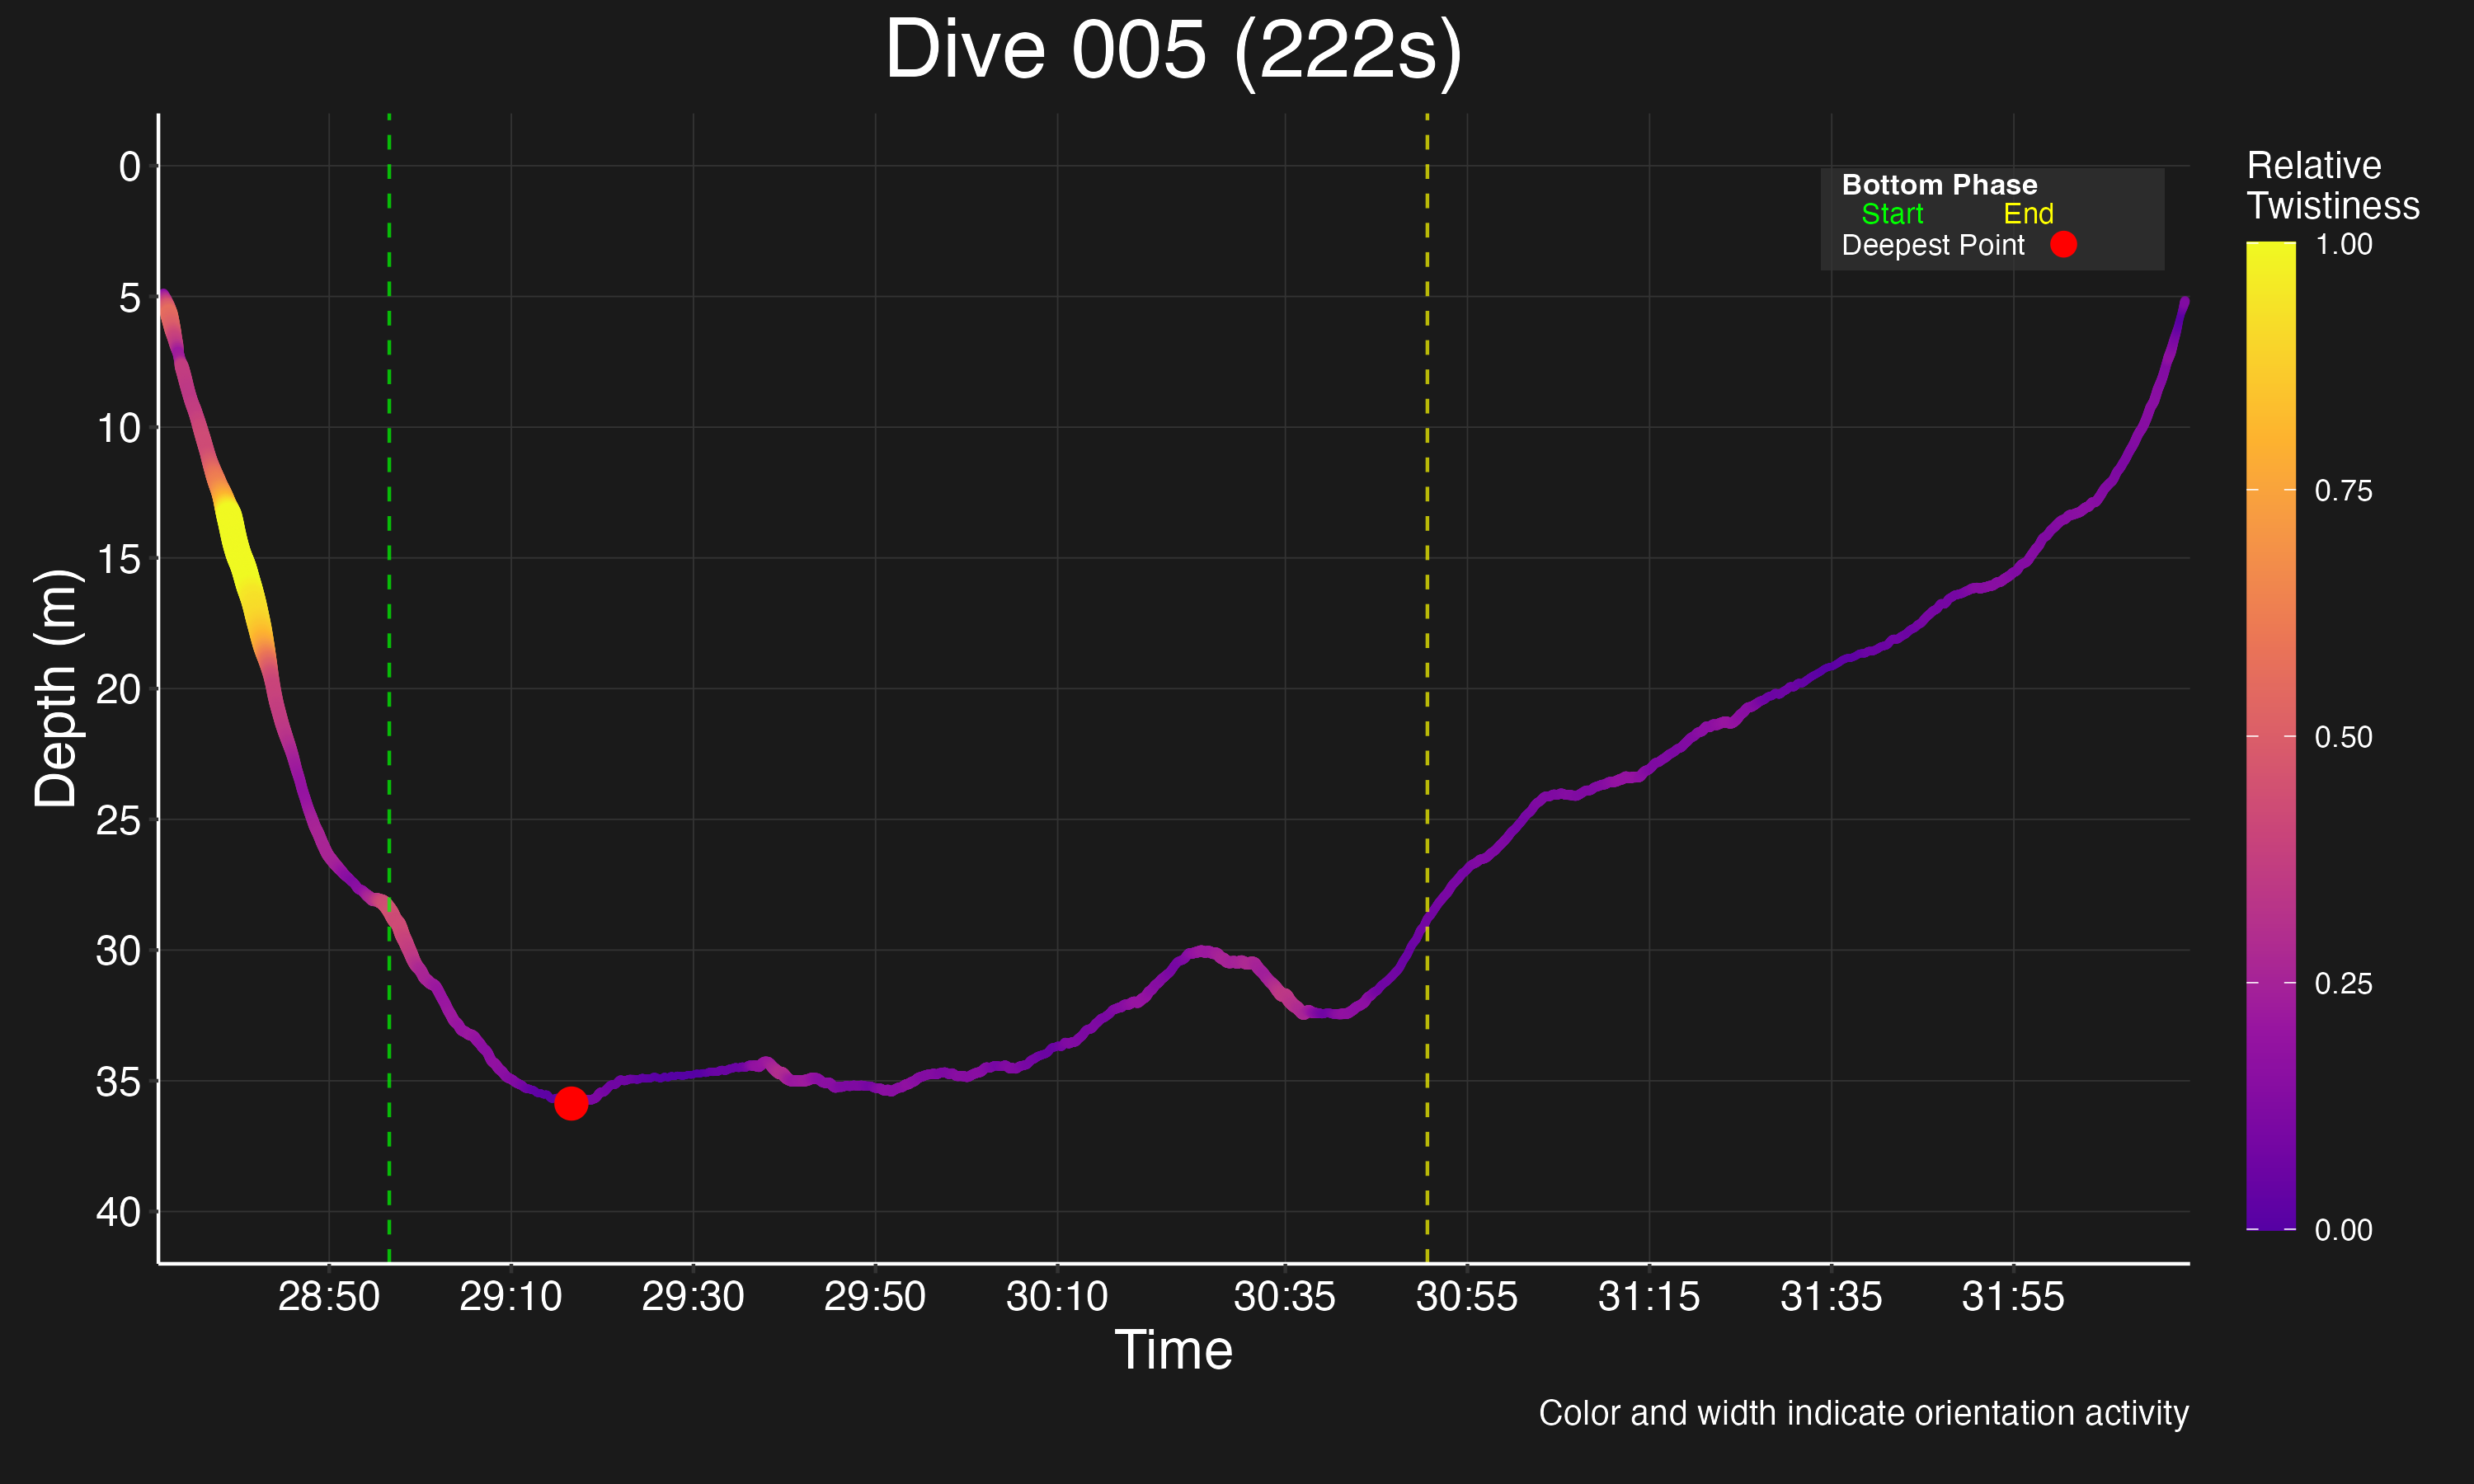 Dive 005 (222s)
Depth (m)
0
5
10
15
20
25
30
35
40
Bottom Phase
Start End
Deepest Point
Relative
Twistiness
1.00
0.75
0.50
0.25
0.00
28:50 29:10 29:30 29:50 30:10 30:35 30:55 31:15 31:35 31:55
Time
Color and width indicate orientation activity